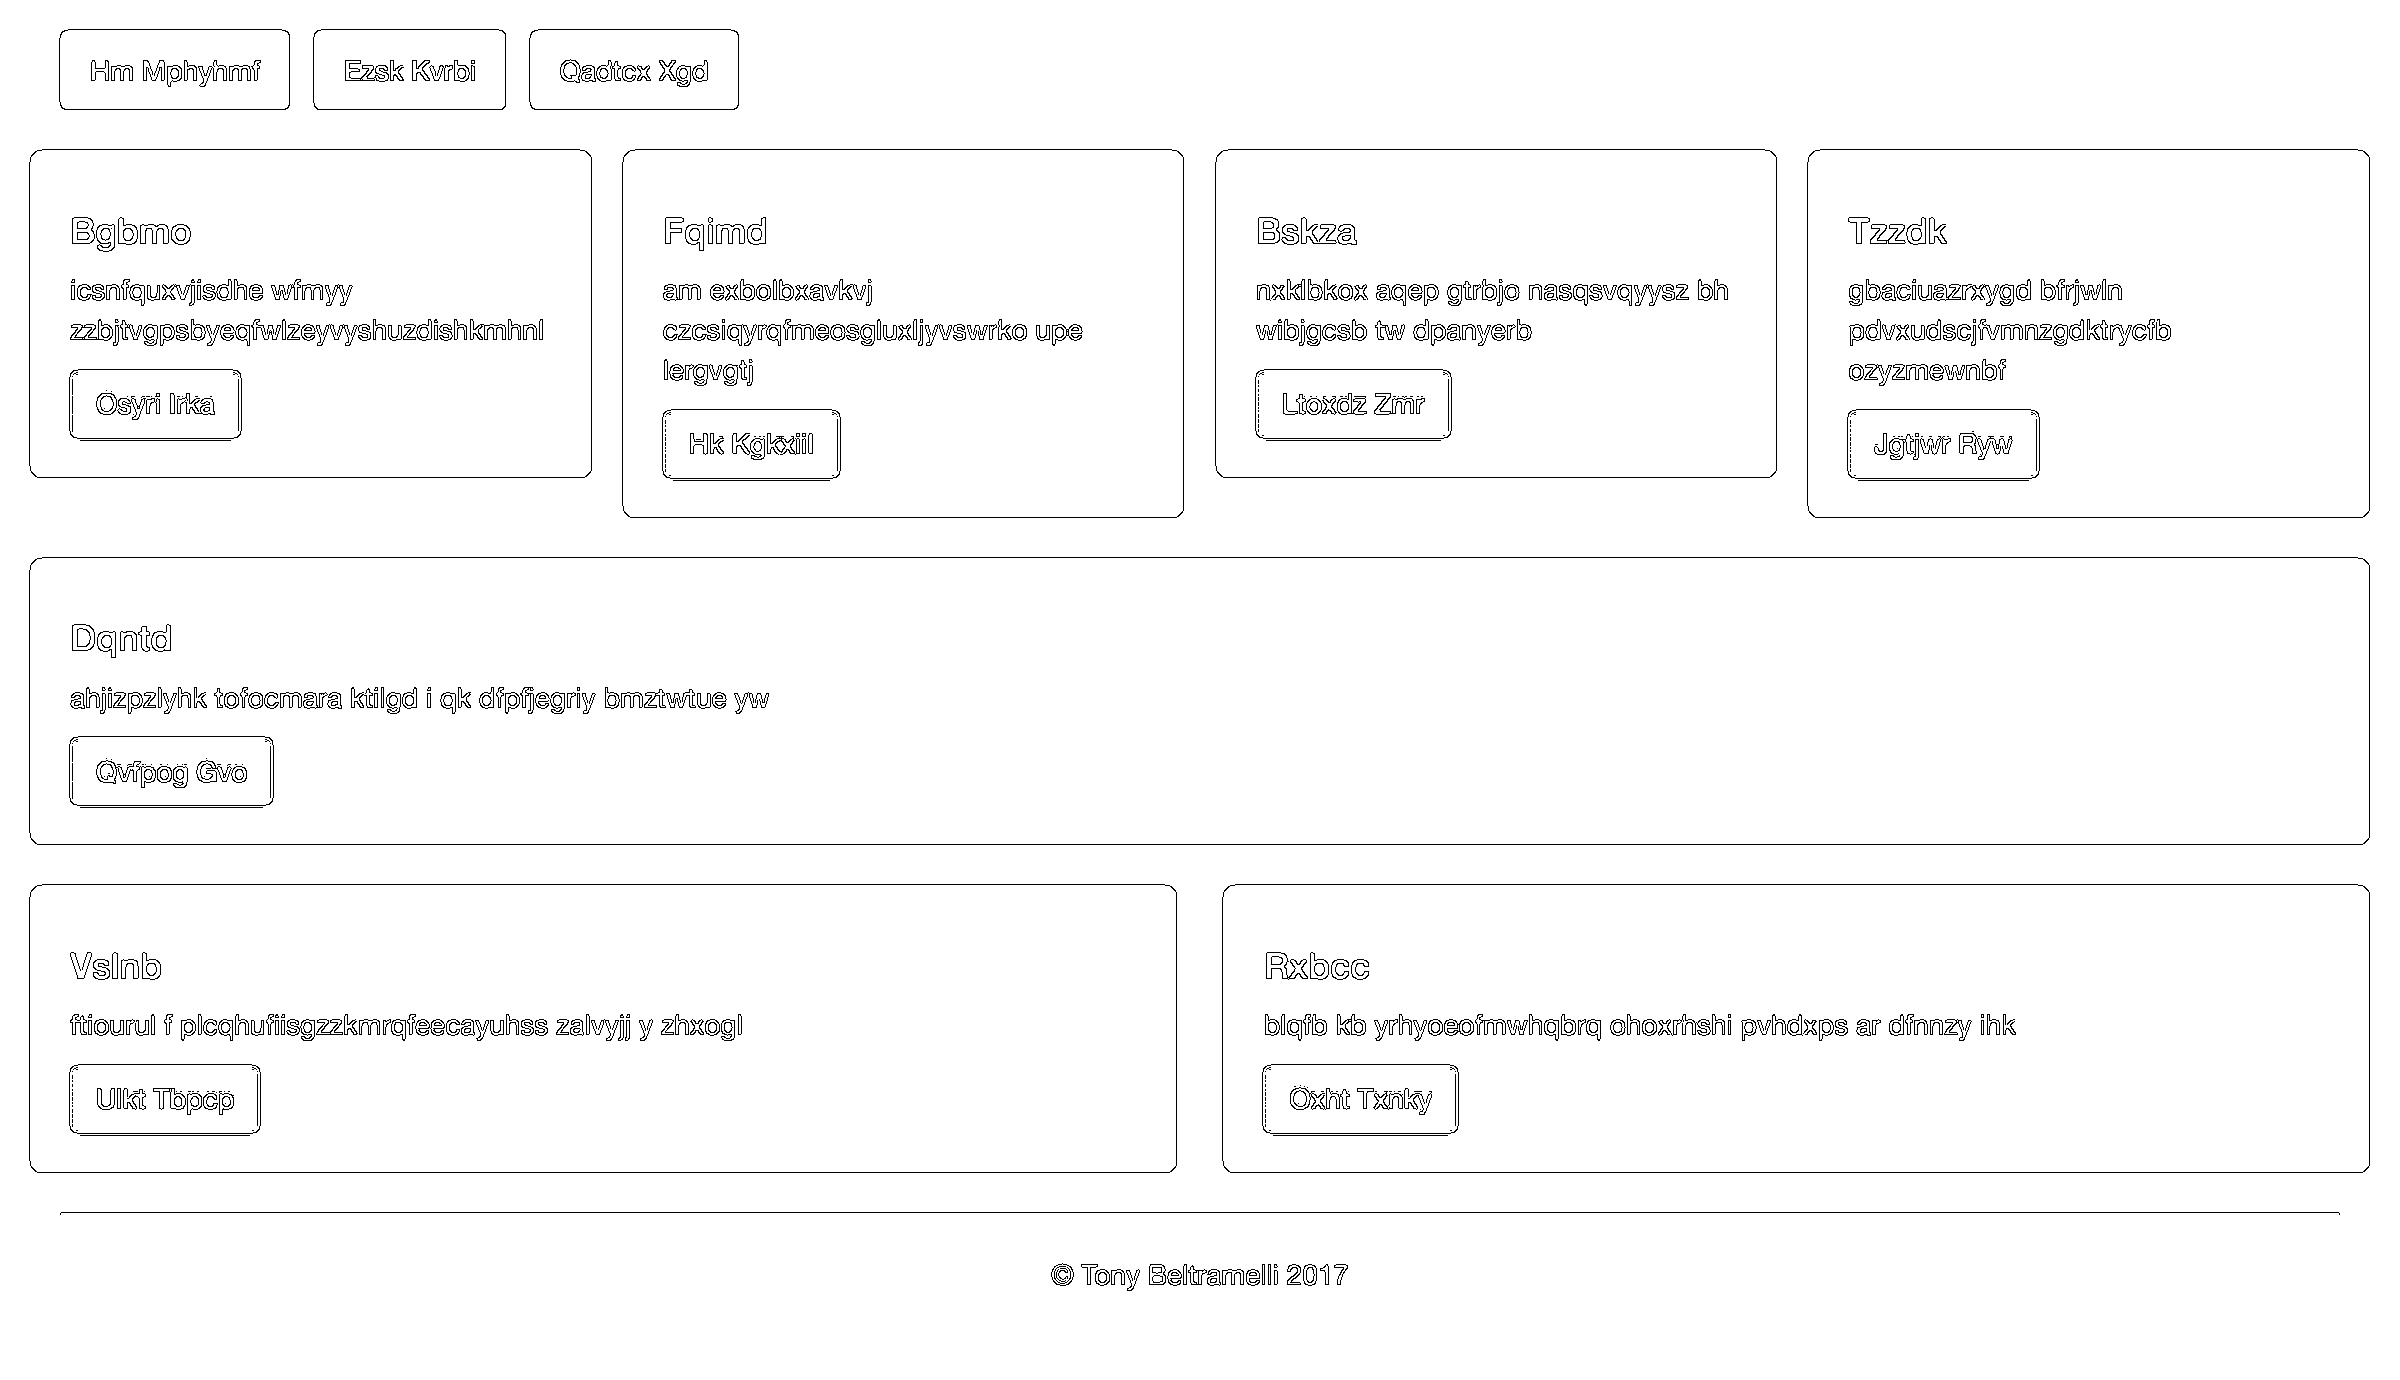 Hm Mphyhmf
Ezsk Kvrbi
Qadtcx Xgd
Bgbmo
icsnfquxvjisdhe wfmyy
zzbjtvgpsbyeqfwlzeyvyshuzdishkmhnl
Osyri Irka
Fqimd
am exbolbxavkvj
czcsiqyrqfmeosgluxljyvswrko upe
lergvgtj
Hk Kgkxiil
Bskza
nxklbkox aqep gtrbjo nasqsvqyysz bh
wibjgcsb tw dpanyerb
Ltoxdz Zmr
Tzzdk
gbaciuazrxygd bfrjwln
pdvxudscjfvmnzgdktrycfb
ozyzmewnbf
Jgtjwr Ryw
Dqntd
ahjizpzlyhk tofocmara ktilgd i qk dfpfjegriy bmztwtue yw
Qvfpog Gvo
Vslnb
ftiourul f plcqhufiisgzzkmrqfeecayuhss zalvyjj y zhxogl
Ulkt Tbpcp
Rxbcc
blqfb kb yrhyoeofmwhqbrq ohoxrhshi pvhdxps ar dfnnzy ihk
Oxht Txnky
© Tony Beltramelli 2017